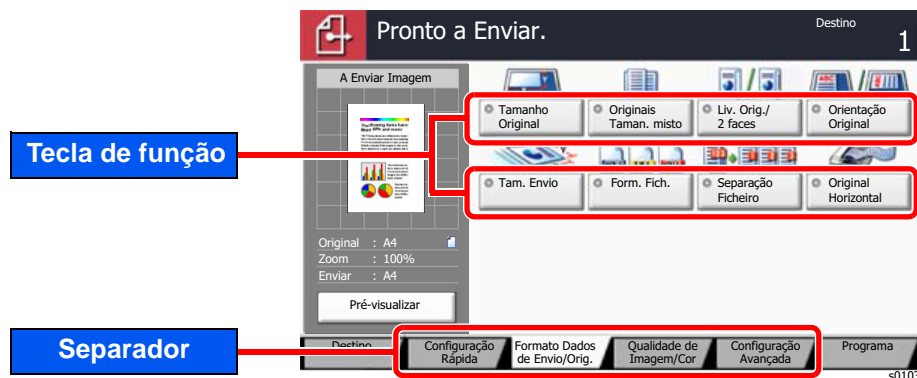 Pronto a Enviar.
Destino
1
A Enviar Imagem
Tamanho
Original
Originais
Taman. misto
Liv. Orig./
2 faces
Orientação
Original
Tecla de função
Tam. Envio
Form. Fich.
Separação
Ficheiro
Original
Horizontal
Original : A4
Zoom : 100%
Enviar : A4
Pré-visualizar
Separador
Destino
Configuração
Rápida
Formato Dados
de Envio/Orig.
Qualidade de
Imagem/Cor
Configuração
Avançada
Programa